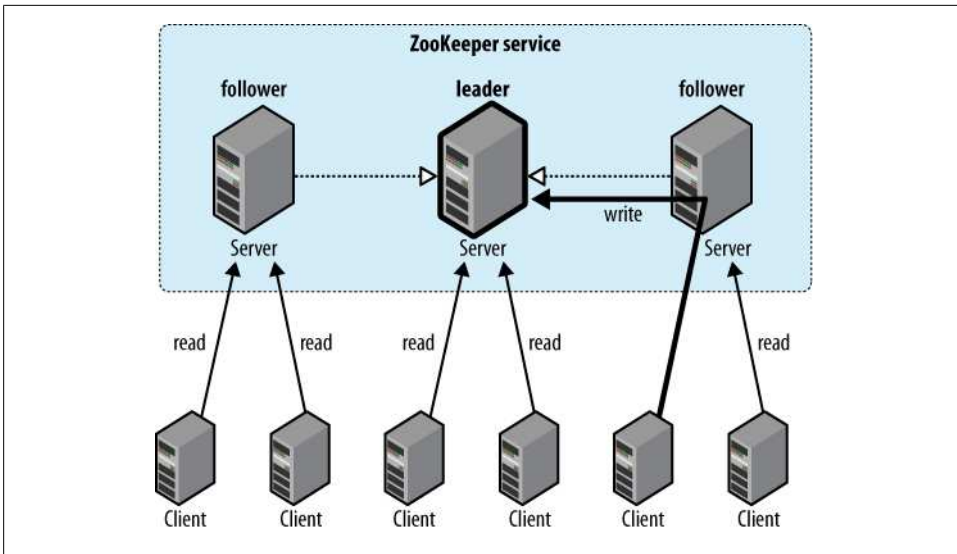 ZooKeeper service
follower leader follower
write
Server Server Server
read read read read read
Client Client Client Client Client Client